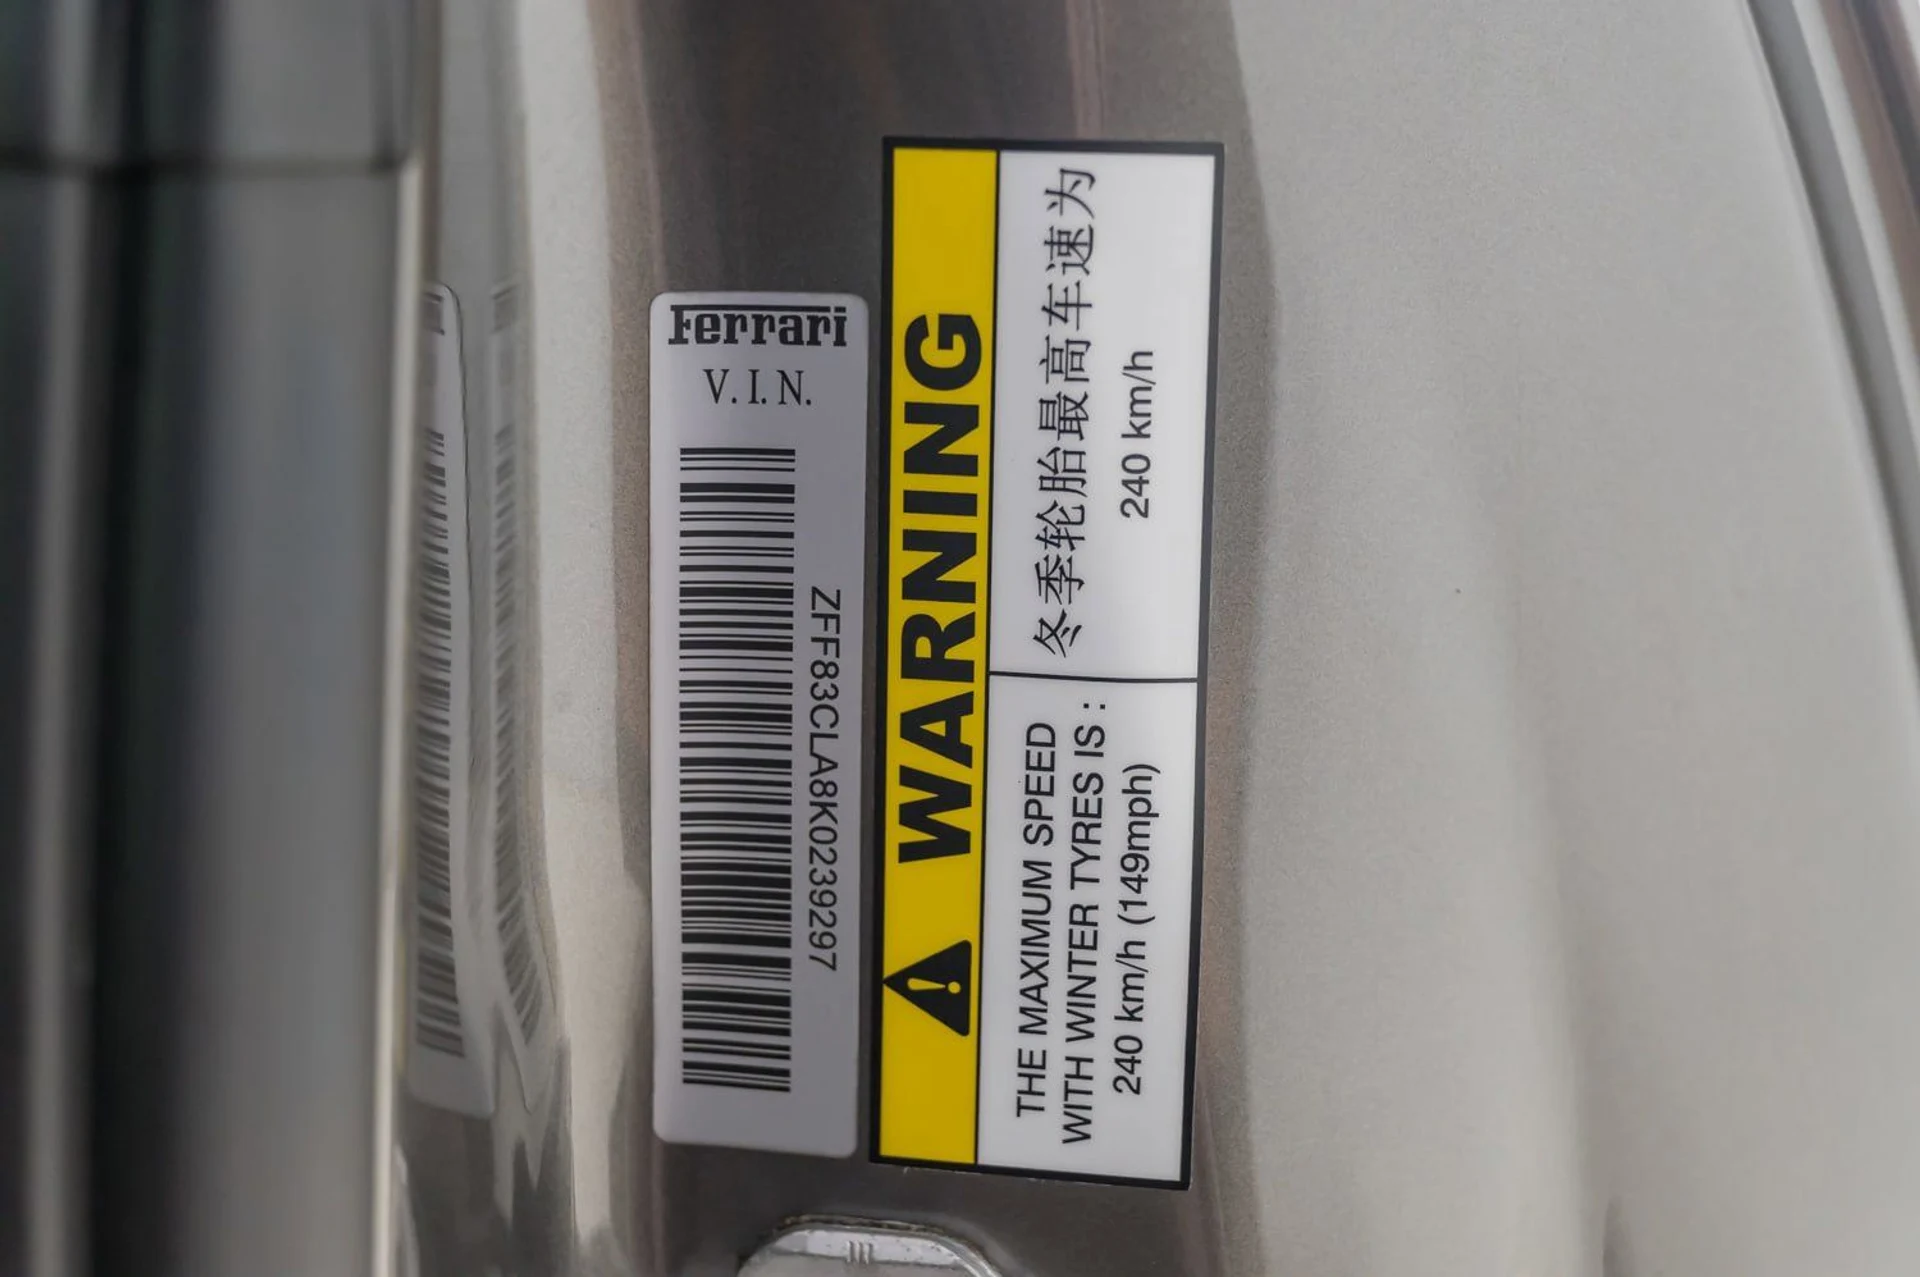 Ferrari
V.I.N.
ZFF83CLA8K0239297
WARNING
THE MAXIMUM SPEED
WITH WINTER TYRES IS :
240 km/h (149mph)
冬季轮胎最高车速为
240 km/h